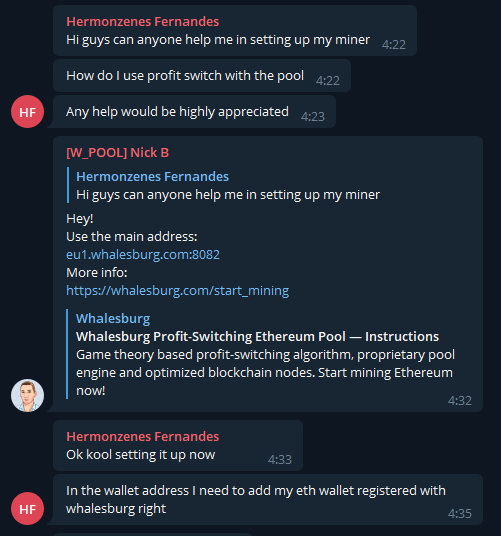 Hermonzenes Fernandes
Hi guys can anyone help me in setting up my miner 4:22
How do I use profit switch with the pool 4:22
HF
Any help would be highly appreciated 4:23
[W_POOL] Nick B
Hermonzenes Fernandes
Hi guys can anyone help me in setting up my miner
Hey!
Use the main address:
eu1.whalesburg.com:8082
More info:
https://whalesburg.com/start_mining
Whalesburg
Whalesburg Profit-Switching Ethereum Pool — Instructions
Game theory based profit-switching algorithm, proprietary pool
engine and optimized blockchain nodes. Start mining Ethereum
now!
4:32
Hermonzenes Fernandes
Ok kool setting it up now 4:33
In the wallet address I need to add my eth wallet registered with
HF
whalesburg right 4:35